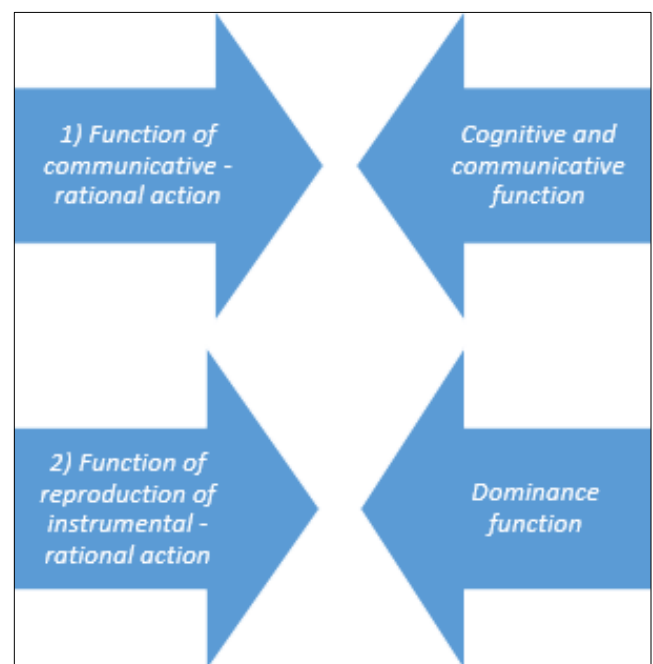 1) Function of
communicative -
rational action
Cognitive and
communicative
function
2) Function of
reproduction of
instrumental -
rational action
Dominance
function